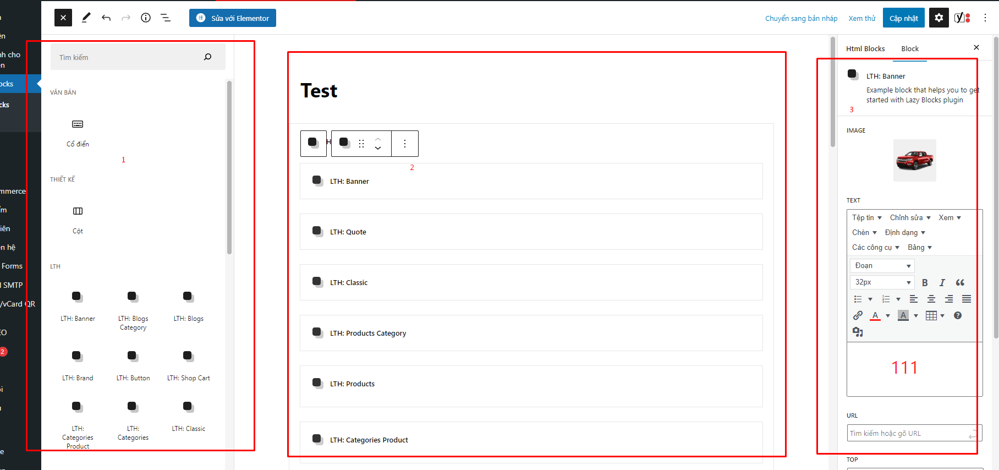 Sửa với Elementor
Chuyển sang bản nháp
Xem thử
Cập nhật
ocks
mmerce
Forms
SMTP
/vCard QR
2
Tìm kiếm
VĂN BẢN
Cổ điển
1
THIẾT KẾ
Cột
LTH
LTH: Banner
LTH: Blogs
Category
LTH: Blogs
LTH: Brand
LTH: Button
LTH: Shop Cart
LTH:
Categories
Product
LTH:
Categories
LTH: Classic
Test
H
2
LTH: Banner
LTH: Quote
LTH: Classic
LTH: Products Category
LTH: Products
LTH: Categories Product
Html Blocks
Block
LTH: Banner
Example block that helps you to get
started with Lazy Blocks plugin
3
IMAGE
TEXT
Tệp tin
Chỉnh sửa
Xem
Chèn
Định dạng
Các công cụ
Bảng
Đoạn
32px
111
URL
Tìm kiếm hoặc gõ URL
TOP